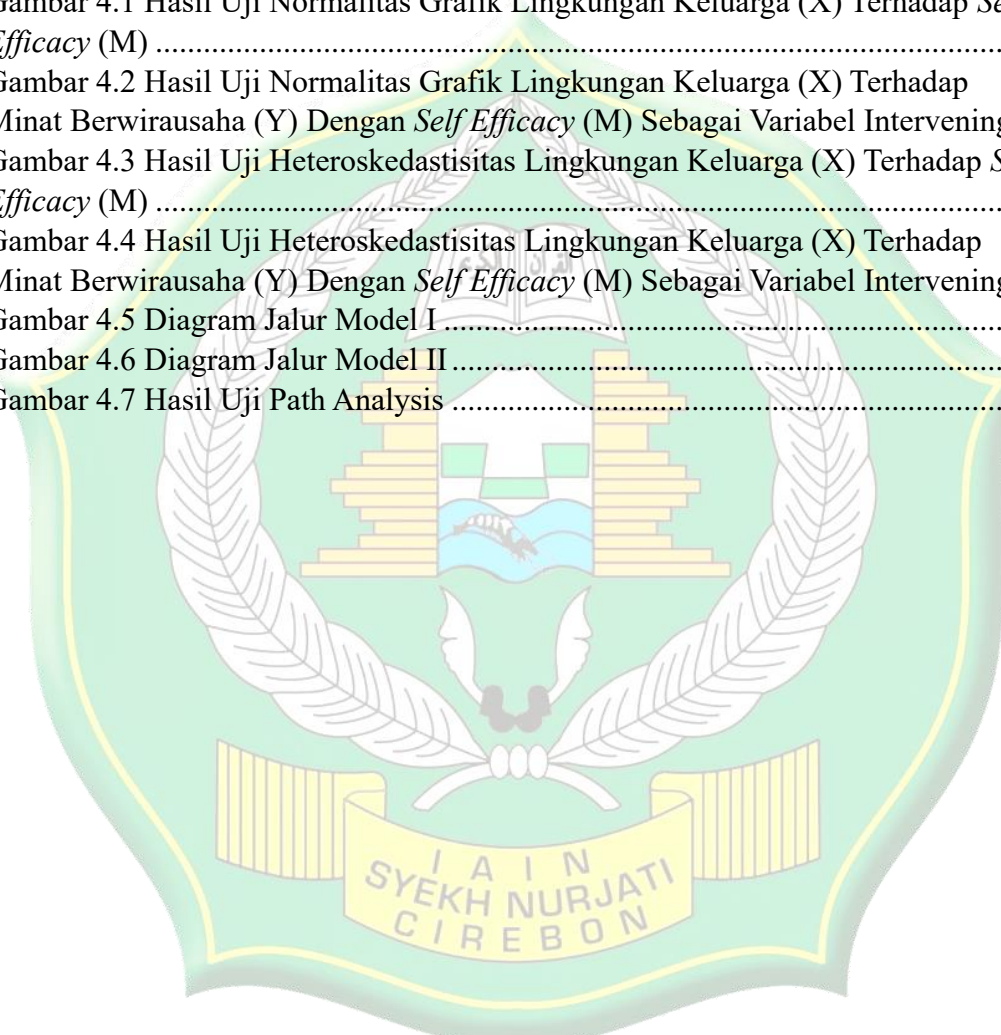 Gambar 4.1 Hasil Uji Normalitas Grafik Lingkungan Keluarga (X) Terhadap Se
Efficacy (M) ....................................................................................................
Gambar 4.2 Hasil Uji Normalitas Grafik Lingkungan Keluarga (X) Terhadap
Minat Berwirausaha (Y) Dengan Self Efficacy (M) Sebagai Variabel Intervening
Gambar 4.3 Hasil Uji Heteroskedastisitas Lingkungan Keluarga (X) Terhadap S
Efficacy (M) ....................................................................................................
Gambar 4.4 Hasil Uji Heteroskedastisitas Lingkungan Keluarga (X) Terhadap
Minat Berwirausaha (Y) Dengan Self Efficacy (M) Sebagai Variabel Intervening
Gambar 4.5 Diagram Jalur Model I ..................................................................
Gambar 4.6 Diagram Jalur Model II .................................................................
Gambar 4.7 Hasil Uji Path Analysis .................................................................
IAIN
SYEKH NURJATI
CIREBON